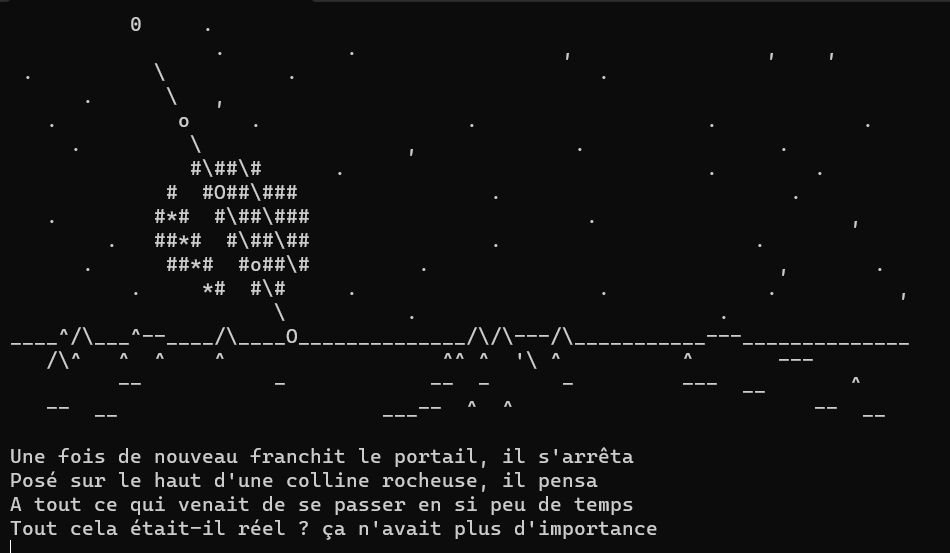 Une fois de nouveau franchit le portail, il s'arrêta
Posé sur le haut d'une colline rocheuse, il pensa
A tout ce qui venait de se passer en si peu de temps
Tout cela était-il réel ? ça n'avait plus d'importance